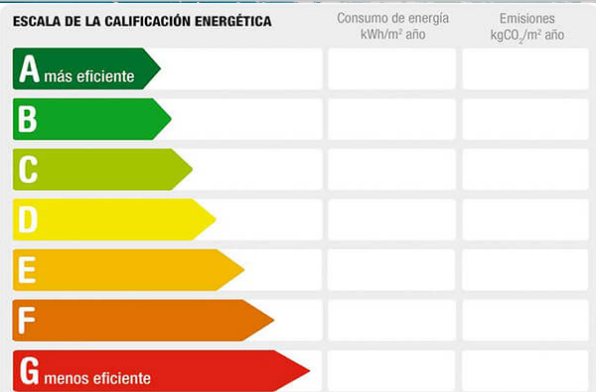 ESCALA DE LA CALIFICACIÓN ENERGÉTICA
Consumo de energía
kWh/m² año
Emisiones
kgCO₂/m² año
A más eficiente
B
C
D
E
F
G menos eficiente